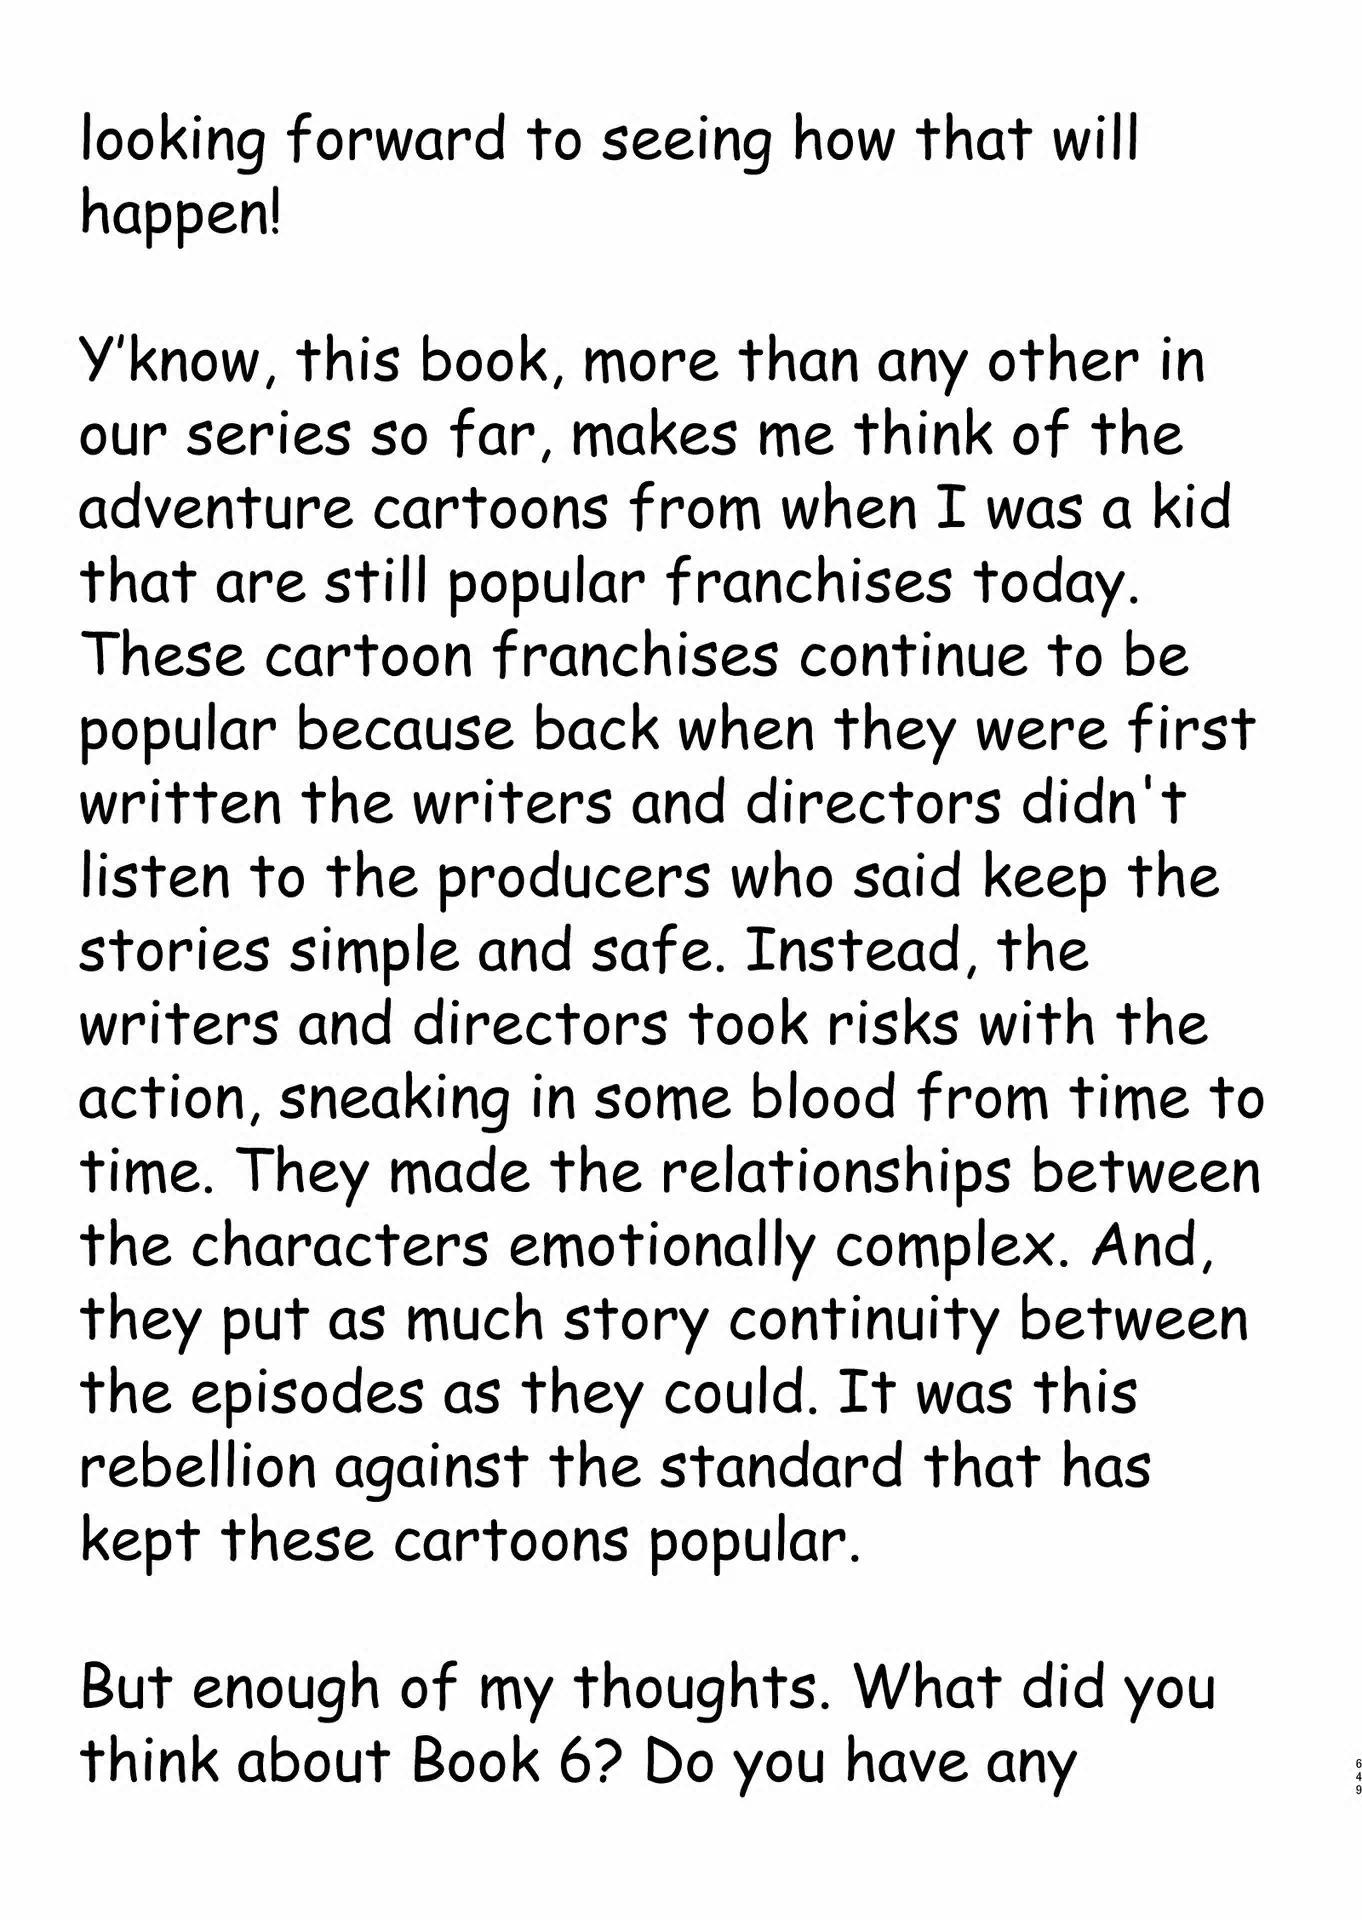 looking forward to seeing how that will
happen!
Y'know, this book, more than any other in
our series so far, makes me think of the
adventure cartoons from when I was a kid
that are still popular franchises today.
These cartoon franchises continue to be
popular because back when they were first
written the writers and directors didn't
listen to the producers who said keep the
stories simple and safe. Instead, the
writers and directors took risks with the
action, sneaking in some blood from time to
time. They made the relationships between
the characters emotionally complex. And,
they put as much story continuity between
the episodes as they could. It was this
rebellion against the standard that has
kept these cartoons popular.
But enough of my thoughts. What did you
think about Book 6? Do you have any
649